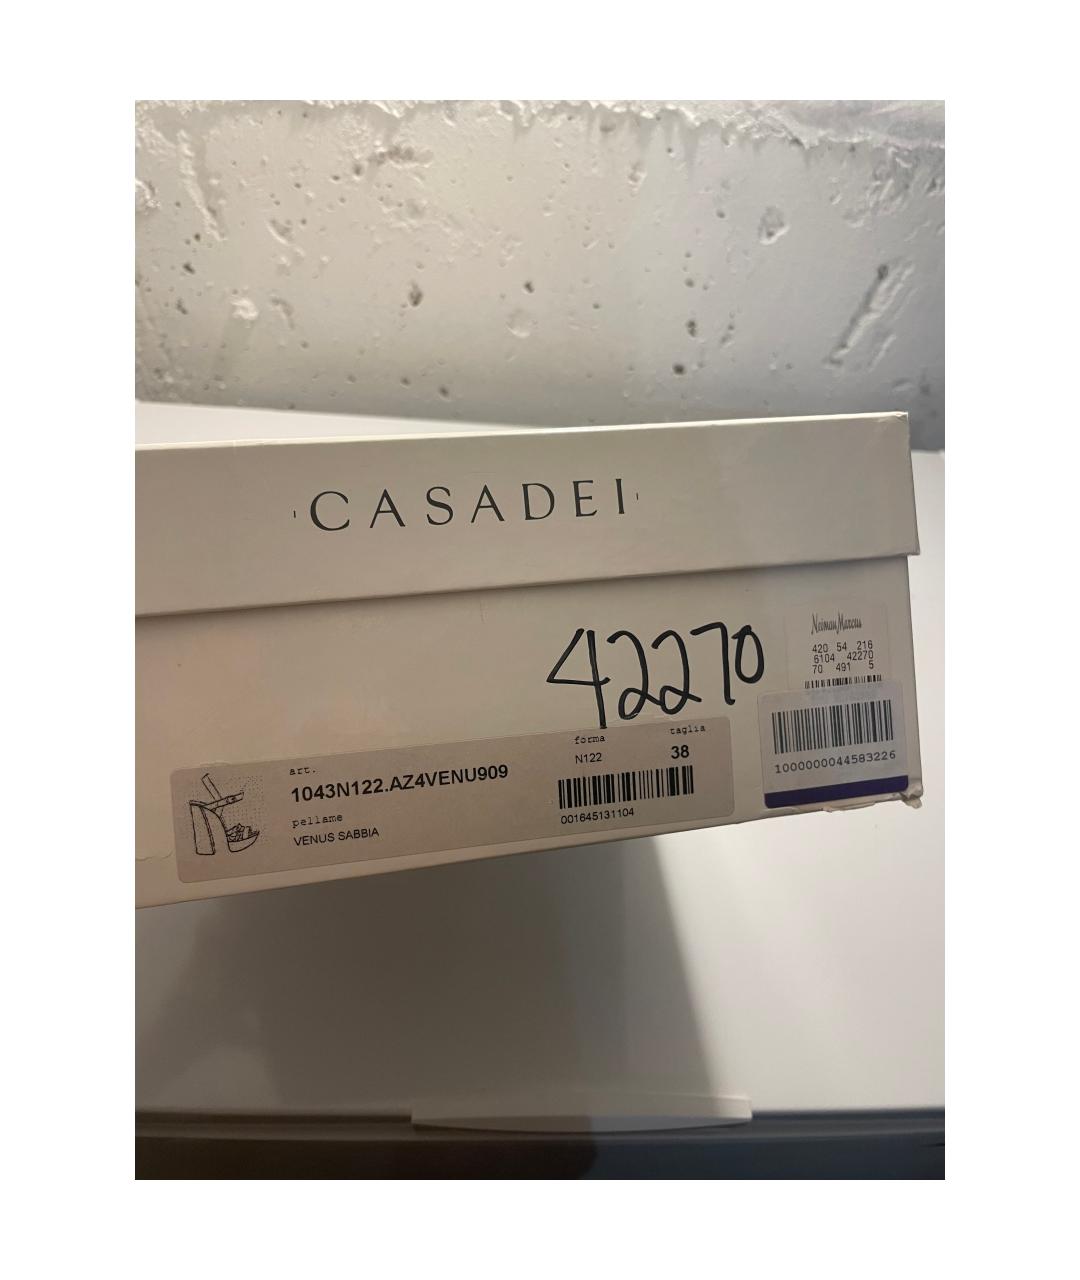 CASADEI
42270
Neiman Marcus
420 54 216
6104 42270
70 491 5
1000000044583226
art.
1043N122.AZ4VENU909
pellame
VENUS SABBIA
forma
N122
taglia
38
001645131104